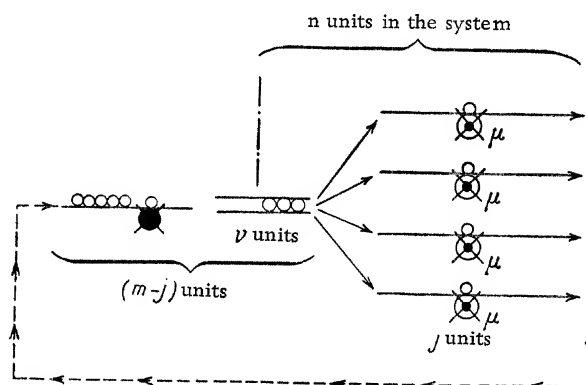 n units in the system
μ
μ
ν units
μ
(m-j) units
μ
j units